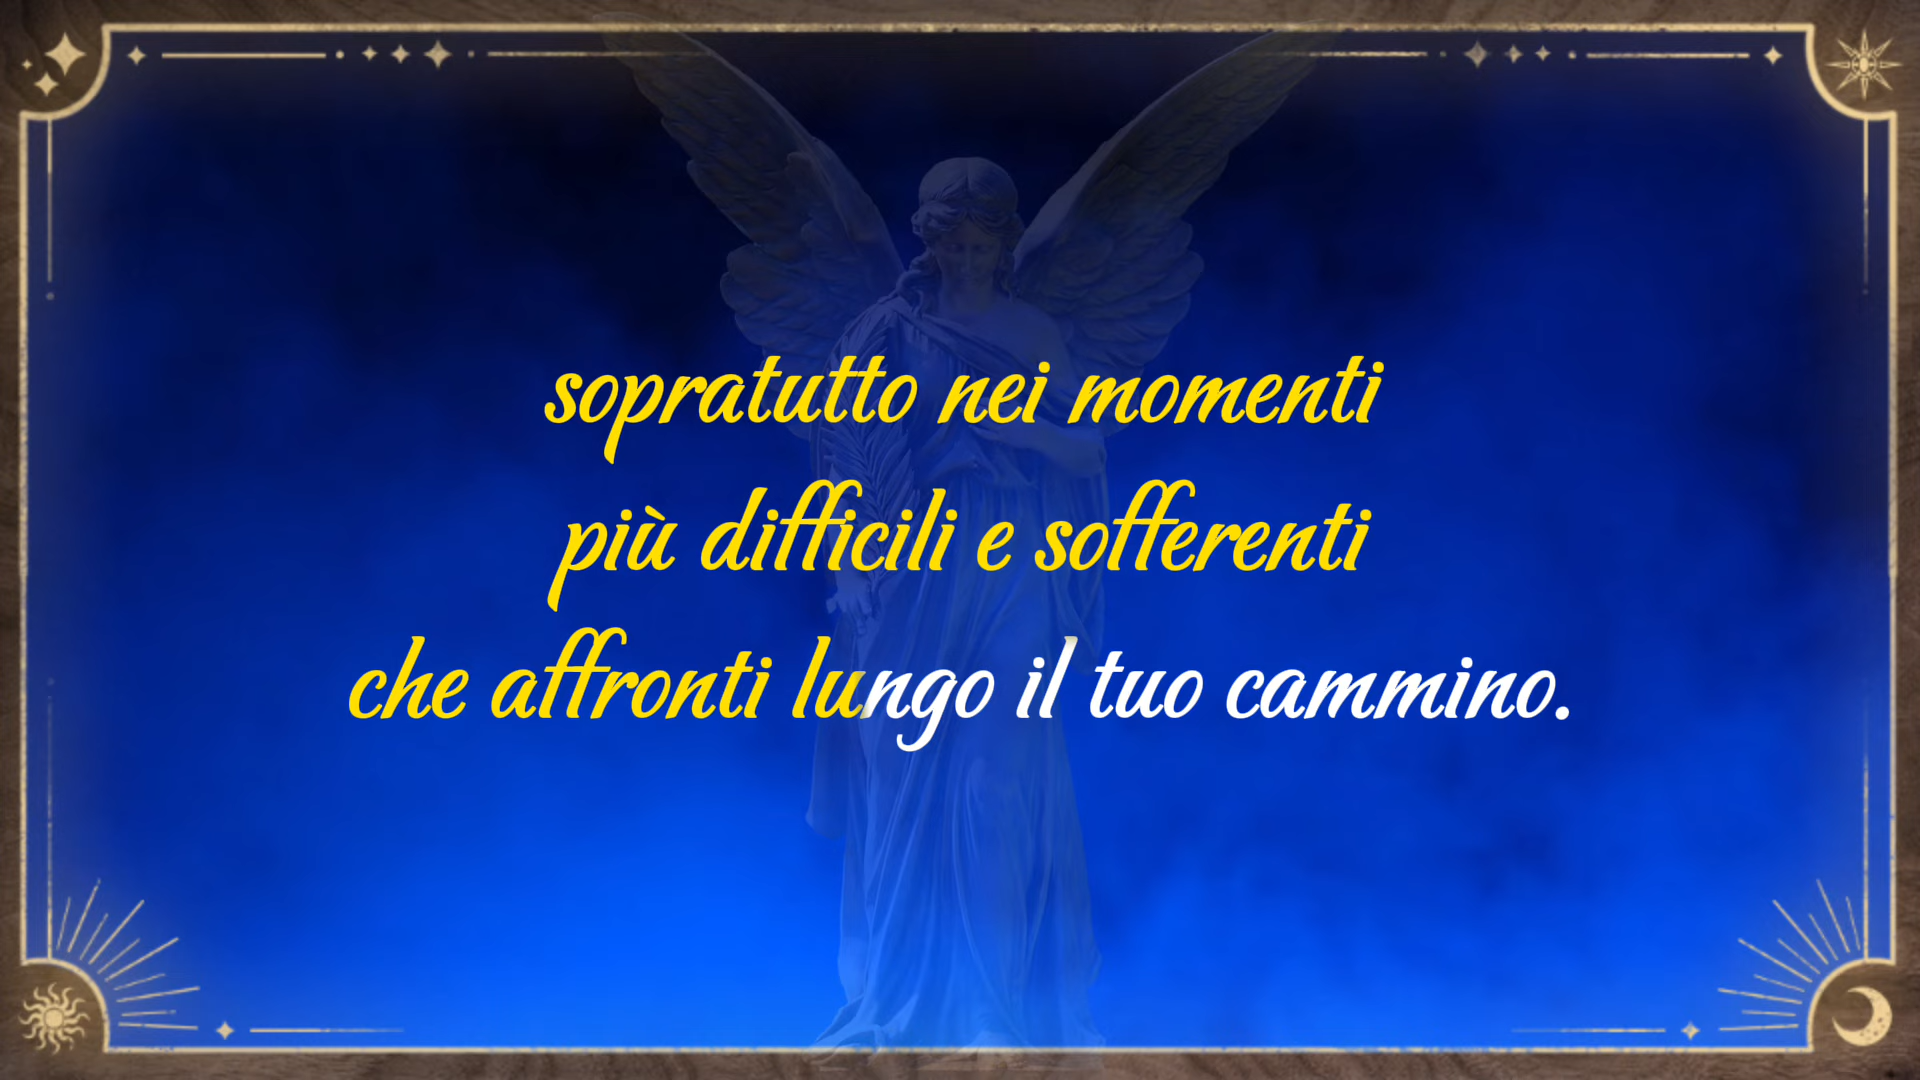 sopratutto nei momenti
più difficili e sofferenti
che affronti lungo il tuo cammino.